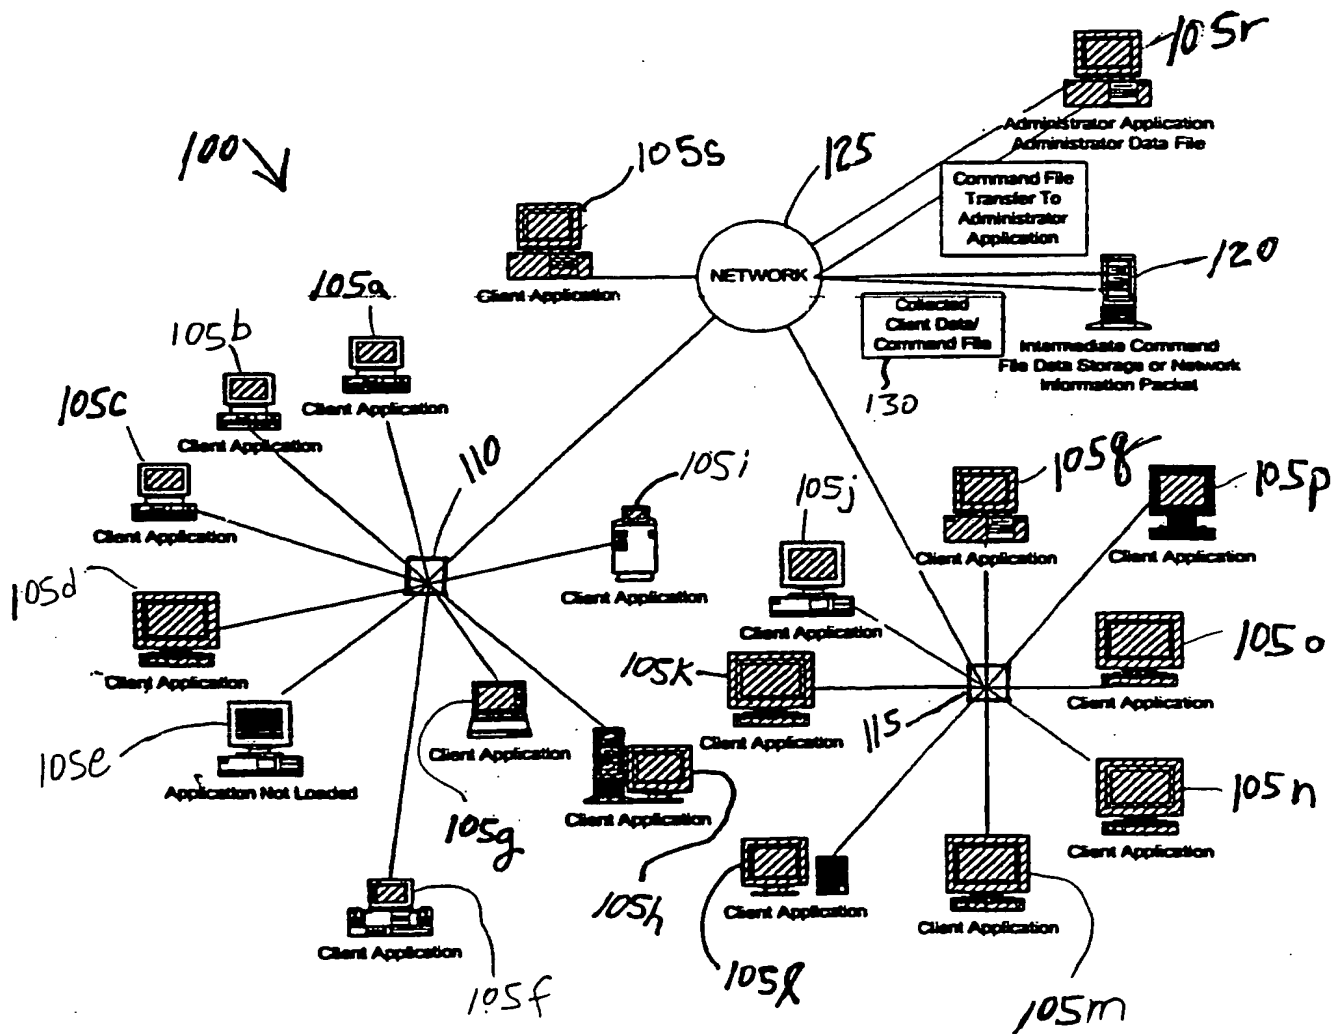 105r
Administrator Application
Administrator Data File
100
105s
125
Command File
Transfer To
Administrator
Application
NETWORK
120
Client Application
Collected
Client Data/
Command File
130
Intermediate Command
File Data Storage or Network
Information Packet
105a
Client Application
105b
Client Application
105c
Client Application
110
105i
Client Application
105j
Client Application
105q
Client Application
105p
Client Application
105d
Client Application
105k
Client Application
115
105o
Client Application
105e
Application Not Loaded
105g
Client Application
105h
Client Application
105n
Client Application
105f
Client Application
105l
Client Application
105m
Client Application